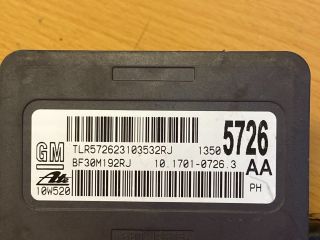 GM
TLR572623103532RJ 1350 5726
BF30M192RJ 10.1701-0726.3 AA
Ate
10W520 PH